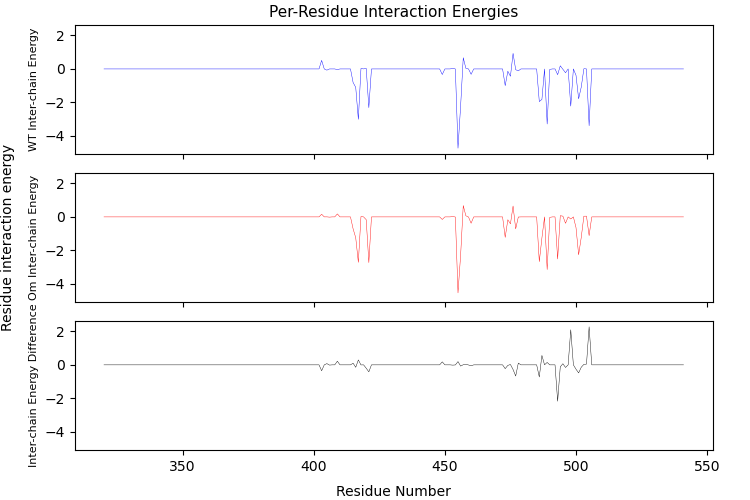 Per-Residue Interaction Energies
Residue interaction energy
WT Inter-chain Energy
2
0
−2
−4
Om Inter-chain Energy
2
0
−2
−4
Inter-chain Energy Difference
2
0
−2
−4
350
400
450
500
550
Residue Number